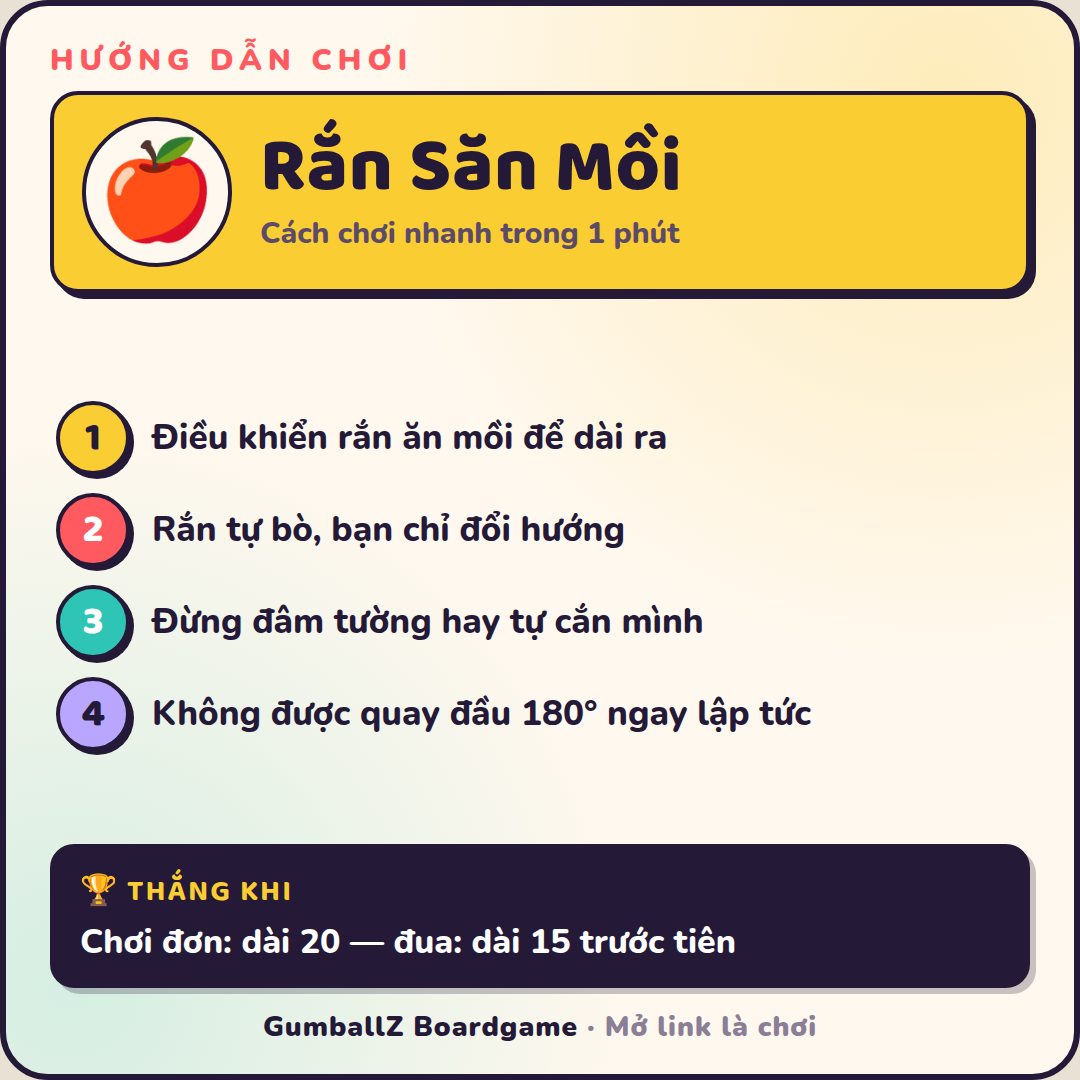 HƯỚNG DẪN CHƠI
Rắn Săn Mồi
Cách chơi nhanh trong 1 phút
1 Điều khiển rắn ăn mồi để dài ra
2 Rắn tự bò, bạn chỉ đổi hướng
3 Đừng đâm tường hay tự cắn mình
4 Không được quay đầu 180° ngay lập tức
🏆 THẮNG KHI
Chơi đơn: dài 20 — đua: dài 15 trước tiên
GumballZ Boardgame · Mở link là chơi